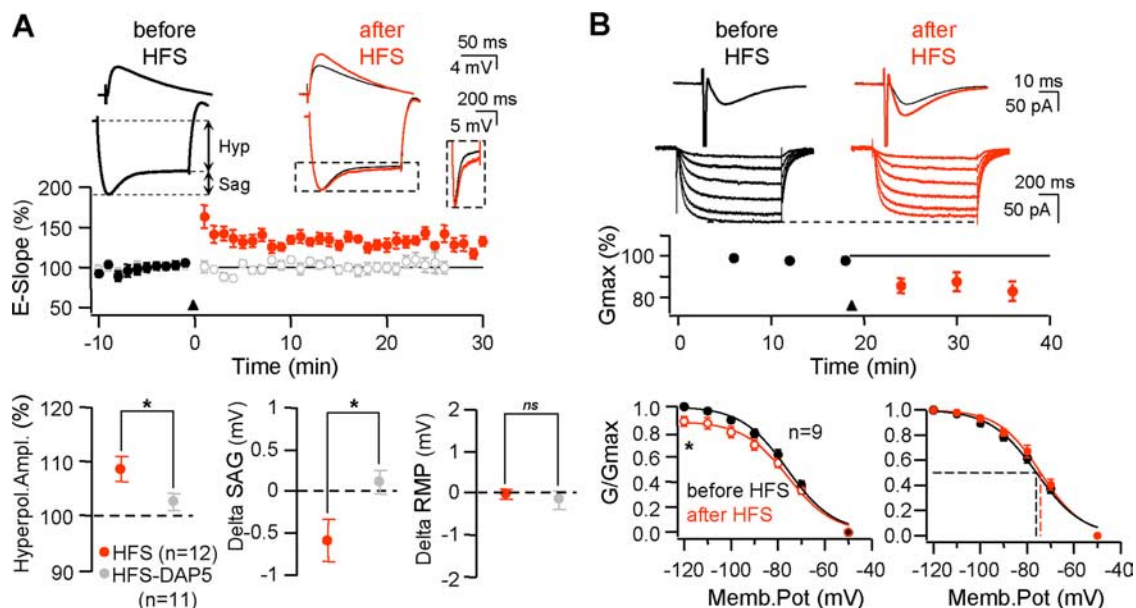 A
before
HFS
after
HFS
50 ms
4 mV
200 ms
5 mV
Hyp
Sag
E-Slope (%)
200
150
100
50
-10 0 10 20 30
Time (min)
B
before
HFS
after
HFS
10 ms
50 pA
200 ms
50 pA
Gmax (%)
100
80
0 10 20 30 40
Time (min)
Hyperpol.Ampl. (%)
120
110
100
90
*
HFS (n=12)
HFS-DAP5
(n=11)
Delta SAG (mV)
1
0.5
0
-0.5
-1
*
Delta RMP (mV)
2
1
0
-1
-2
ns
G/Gmax
1.0
0.8
0.6
0.4
0.2
0.0
n=9
*
before HFS
after HFS
-120 -100 -80 -60 -40
Memb.Pot (mV)
1.0
0.8
0.6
0.4
0.2
0.0
-120 -100 -80 -60 -40
Memb.Pot (mV)